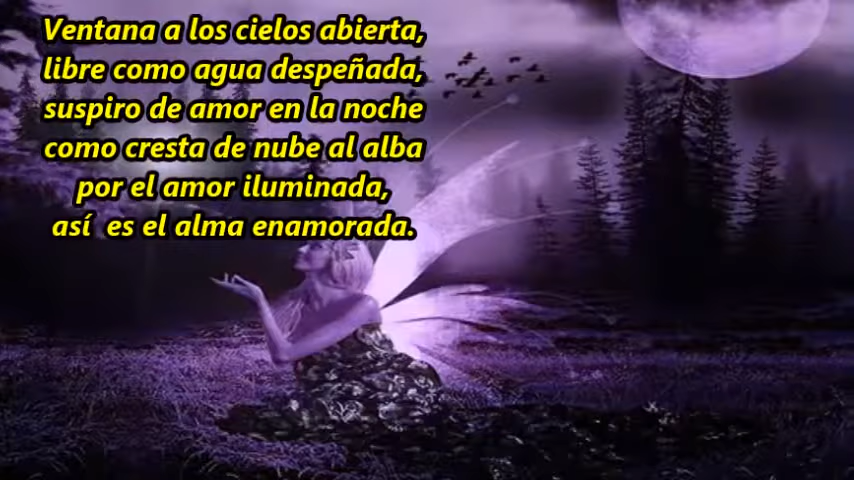 Ventana a los cielos abierta,
libre como agua despeñada,
suspiro de amor en la noche
como cresta de nube al alba
por el amor iluminada,
así  es el alma enamorada.